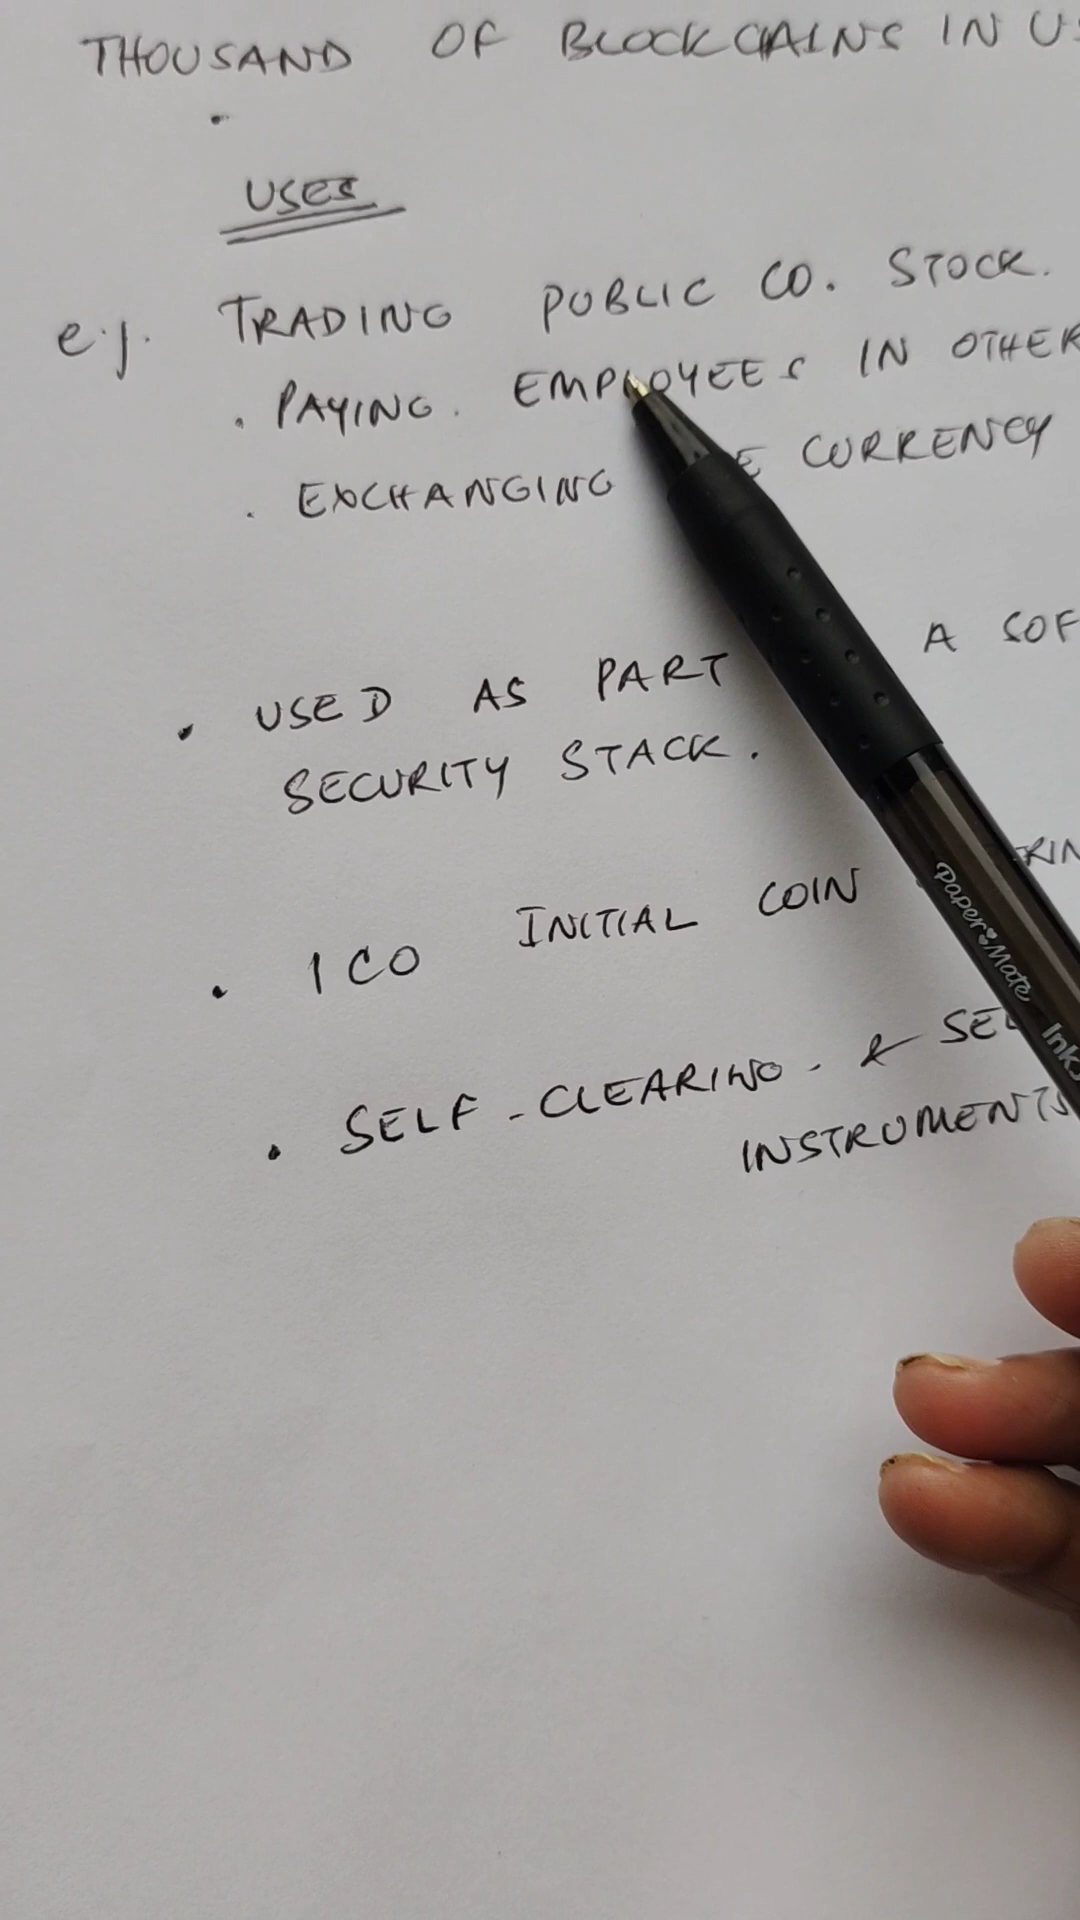 THOUSAND OF BLOCKCAINS IN
USES
e.g. TRADING PUBLIC CO. STOCK.
. PAYING. EMPLOYEES IN OTHER
. EXCHANGING CURRENCY
. USED AS PART A
SECURITY STACK.
. ICO INITIAL COIN
. SELF-CLEARING. &
INSTRUMENTS
Paper Mate